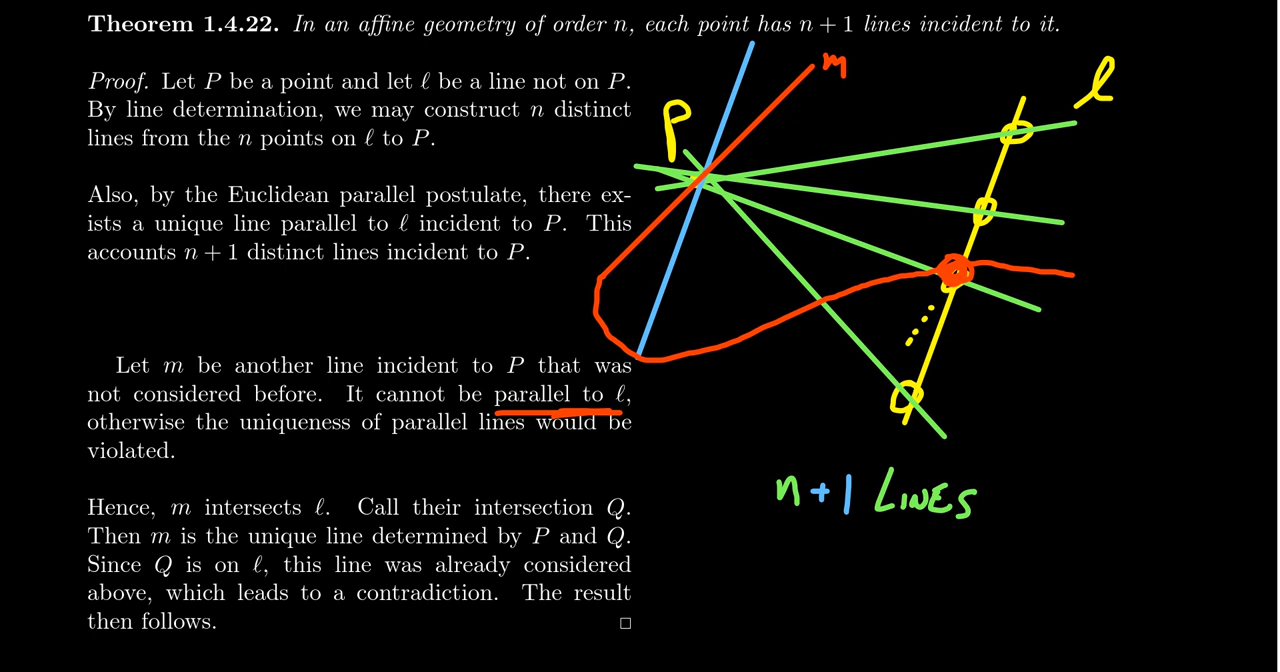 Theorem 1.4.22. In an affine geometry of order n, each point has n + 1 lines incident to it.
Proof. Let P be a point and let ℓ be a line not on P.
By line determination, we may construct n distinct
lines from the n points on ℓ to P.
Also, by the Euclidean parallel postulate, there ex-
ists a unique line parallel to ℓ incident to P. This
accounts n + 1 distinct lines incident to P.
Let m be another line incident to P that was
not considered before. It cannot be parallel to ℓ,
otherwise the uniqueness of parallel lines would be
violated.
Hence, m intersects ℓ. Call their intersection Q.
Then m is the unique line determined by P and Q.
Since Q is on ℓ, this line was already considered
above, which leads to a contradiction. The result
then follows. □
m
ℓ
P
n+1 LINES